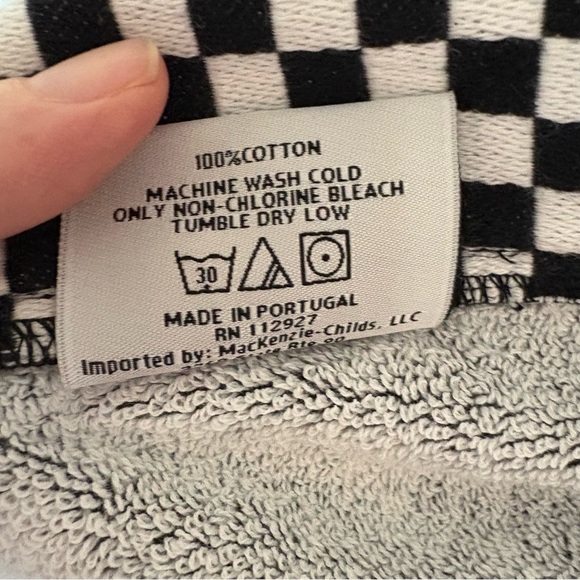 100%COTTON
MACHINE WASH COLD
ONLY NON-CHLORINE BLEACH
TUMBLE DRY LOW
30
MADE IN PORTUGAL
RN 112927
Imported by: MacKenzie-Childs, LLC